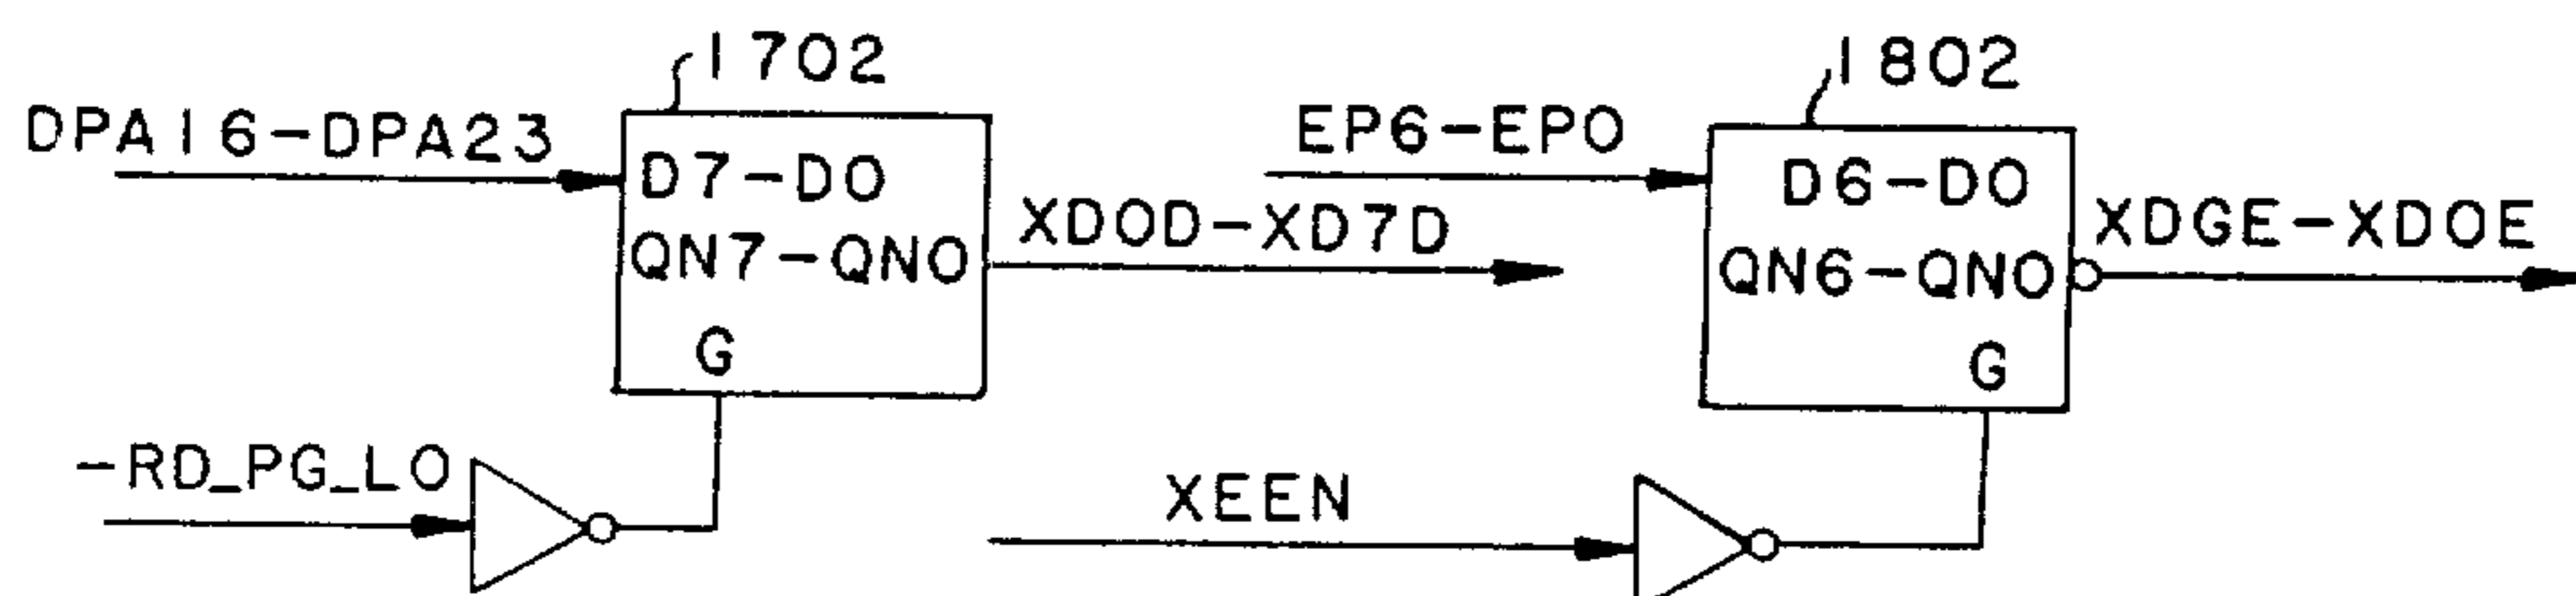 1702
DPA16-DPA23
D7-D0
QN7-QN0
G
XD0D-XD7D
-RD_PG_LO
1802
EP6-EP0
D6-D0
QN6-QN0
G
XDGE-XD0E
XEEN